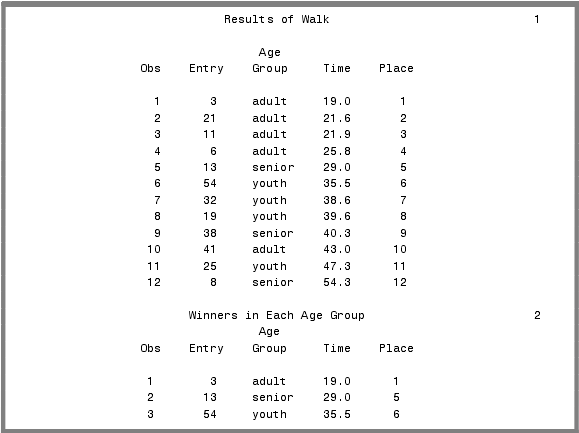 Results of Walk 1
Age
Obs Entry Group Time Place
1 3 adult 19.0 1
2 21 adult 21.6 2
3 11 adult 21.9 3
4 6 adult 25.8 4
5 13 senior 29.0 5
6 54 youth 35.5 6
7 32 youth 38.6 7
8 19 youth 39.6 8
9 38 senior 40.3 9
10 41 adult 43.0 10
11 25 youth 47.3 11
12 8 senior 54.3 12
Winners in Each Age Group 2
Age
Obs Entry Group Time Place
1 3 adult 19.0 1
2 13 senior 29.0 5
3 54 youth 35.5 6